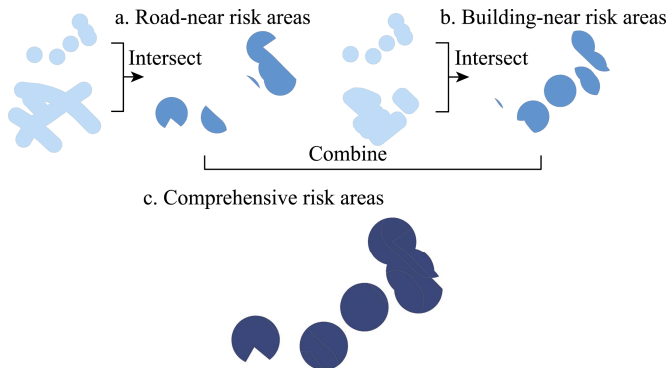 a. Road-near risk areas
b. Building-near risk areas
Intersect
Intersect
Combine
c. Comprehensive risk areas